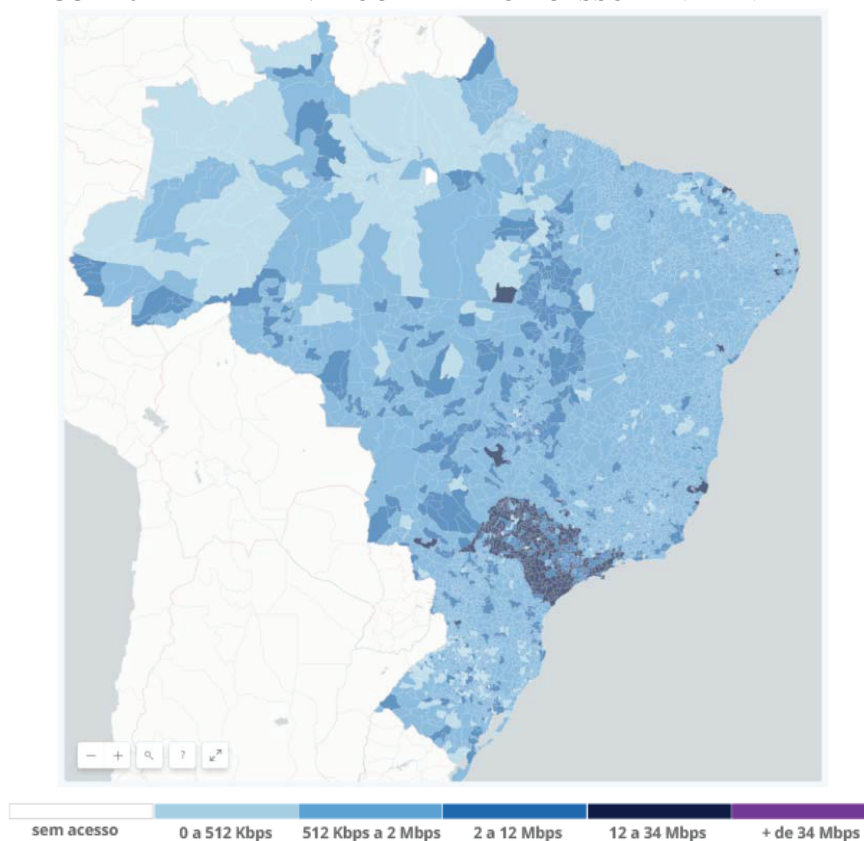 −
+
?
sem acesso
0 a 512 Kbps
512 Kbps a 2 Mbps
2 a 12 Mbps
12 a 34 Mbps
+ de 34 Mbps